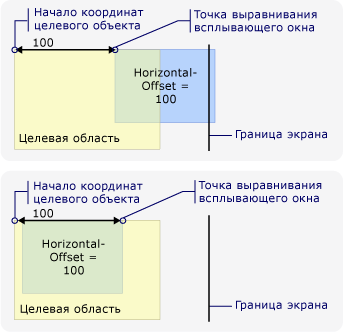 Начало координат
целевого объекта
Точка выравнивания
всплывающего окна
100
Horizontal-
Offset =
100
Целевая область
Граница экрана
Начало координат
целевого объекта
Точка выравнивания
всплывающего окна
100
Horizontal-
Offset =
100
Целевая область
Граница экрана